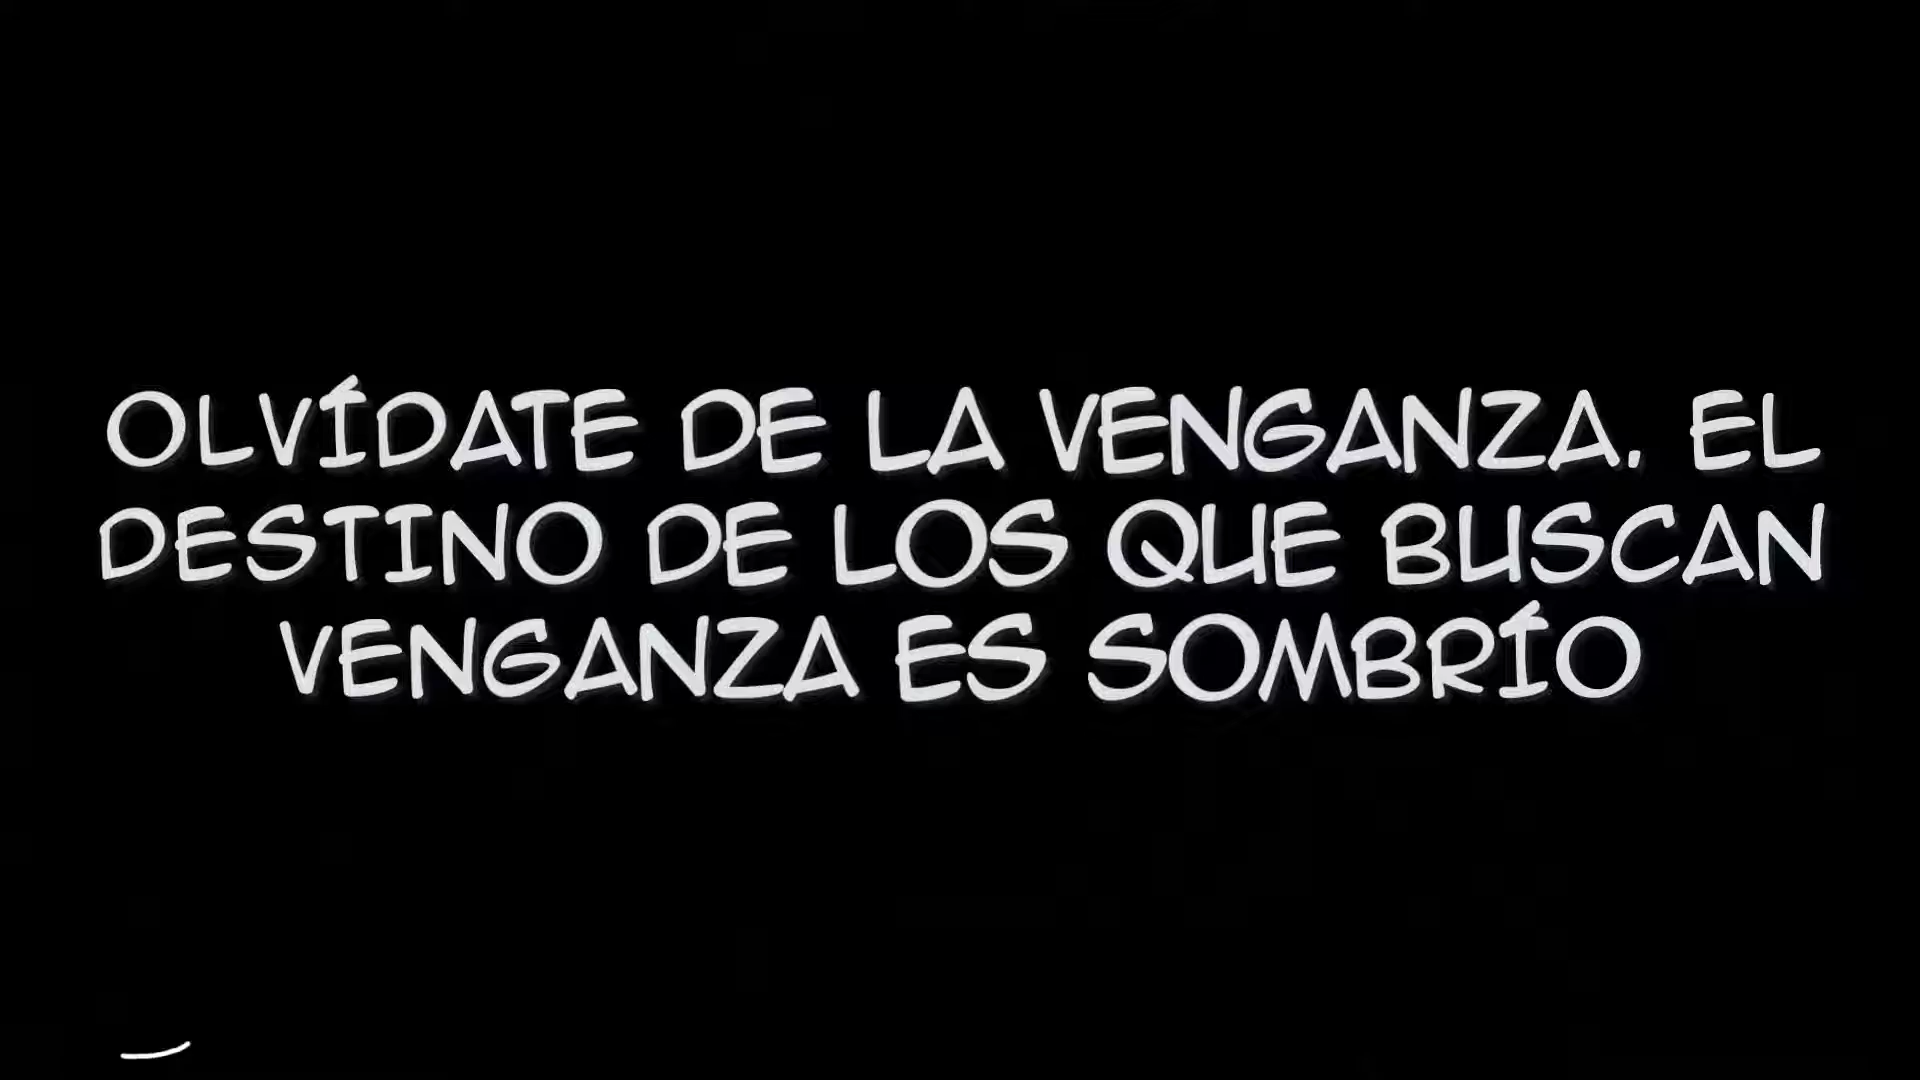 OLVÍDATE DE LA VENGANZA. EL
DESTINO DE LOS QUE BUSCAN
VENGANZA ES SOMBRÍO